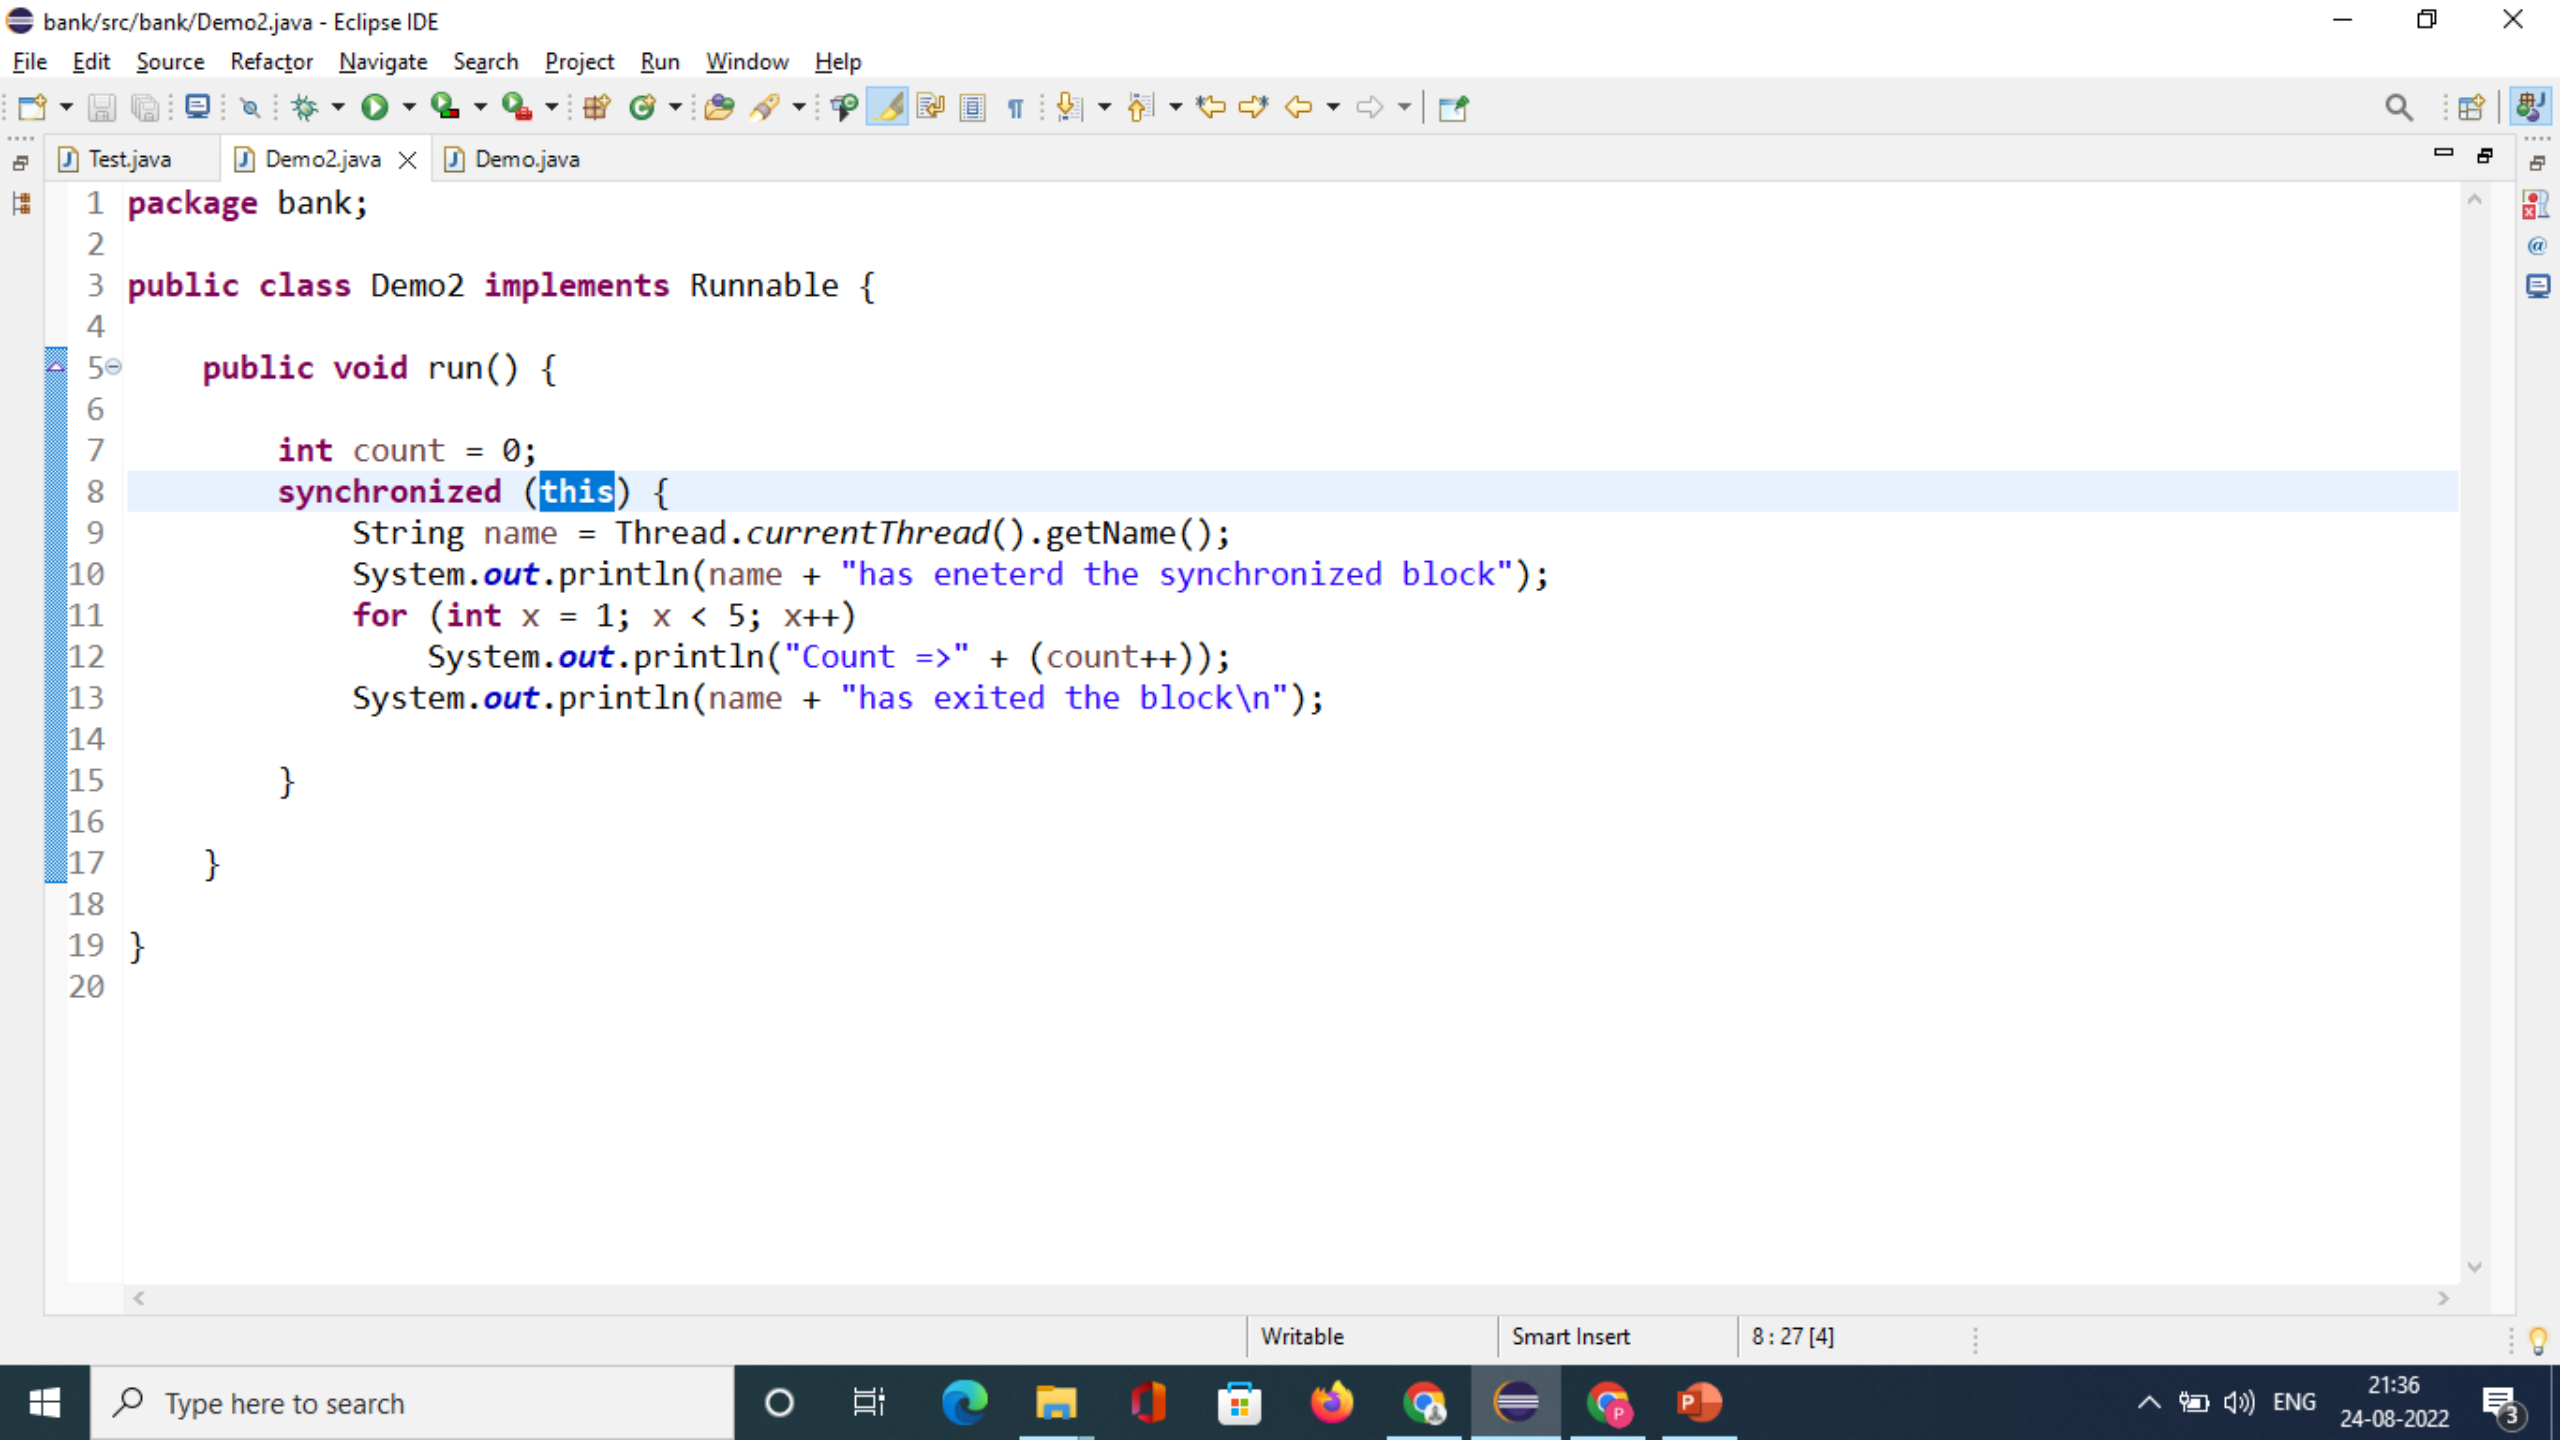 bank/src/bank/Demo2.java - Eclipse IDE
File Edit Source Refactor Navigate Search Project Run Window Help
Test.java Demo2.java Demo.java
1 package bank;
2
3 public class Demo2 implements Runnable {
4
5 public void run() {
6
7 int count = 0;
8 synchronized (this) {
9 String name = Thread.currentThread().getName();
10 System.out.println(name + "has eneterd the synchronized block");
11 for (int x = 1; x < 5; x++)
12 System.out.println("Count =>" + (count++));
13 System.out.println(name + "has exited the block\n");
14
15 }
16
17 }
18
19 }
20
Writable Smart Insert 8 : 27 [4]
Type here to search
P
P
ENG
21:36
24-08-2022
3